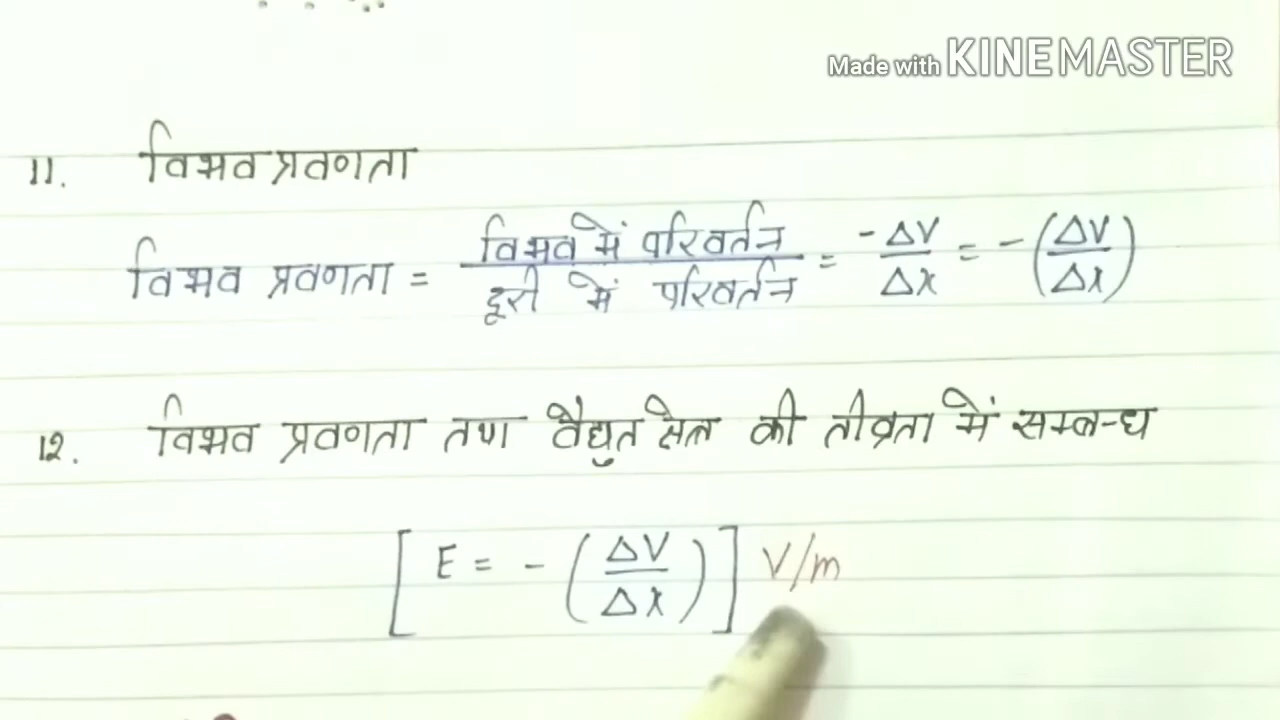 Made with KINEMASTER
11. विभव प्रवणता
विभव प्रवणता = विभव में परिवर्तन / दूरी में परिवर्तन = -ΔV/Δx = -(ΔV/Δx)
12. विभव प्रवणता तथा वैद्युत क्षेत्र की तीव्रता में सम्बन्ध
[E = -(ΔV/Δx)] V/m